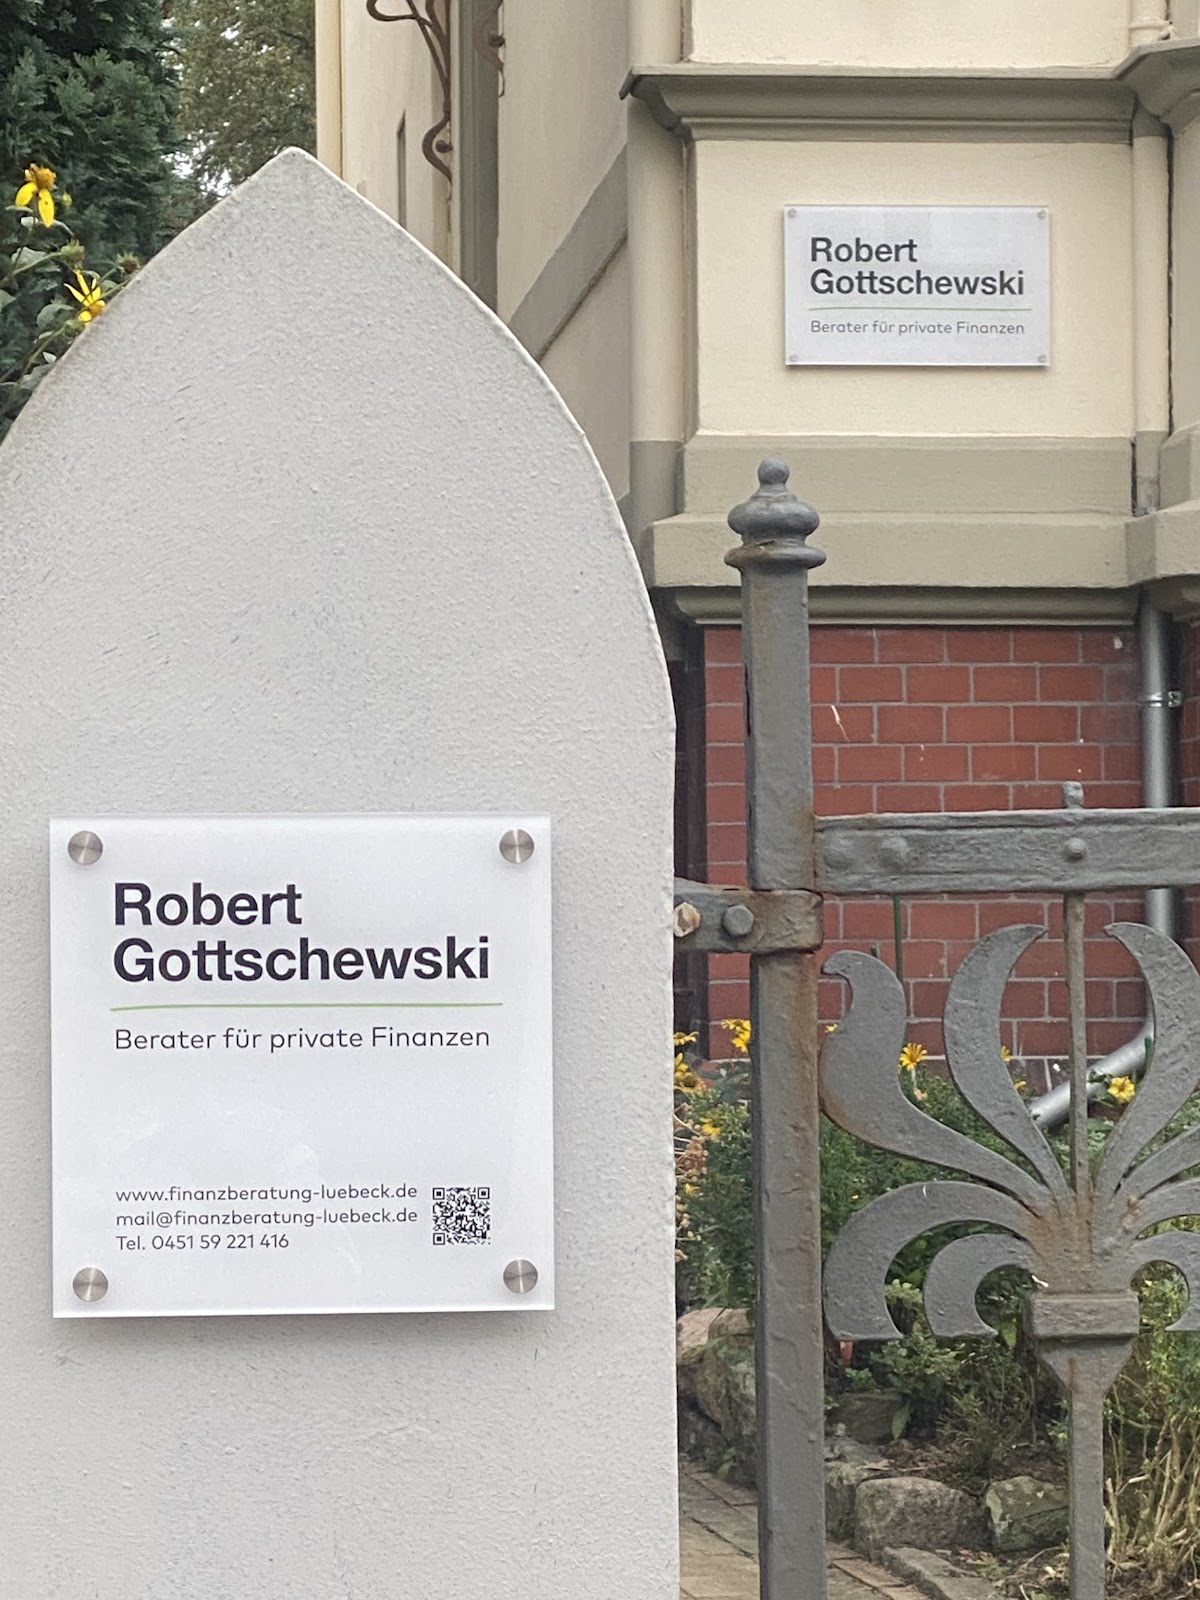 Robert
Gottschewski
Berater für private Finanzen
Robert
Gottschewski
Berater für private Finanzen
www.finanzberatung-luebeck.de
mail@finanzberatung-luebeck.de
Tel. 0451 59 221 416